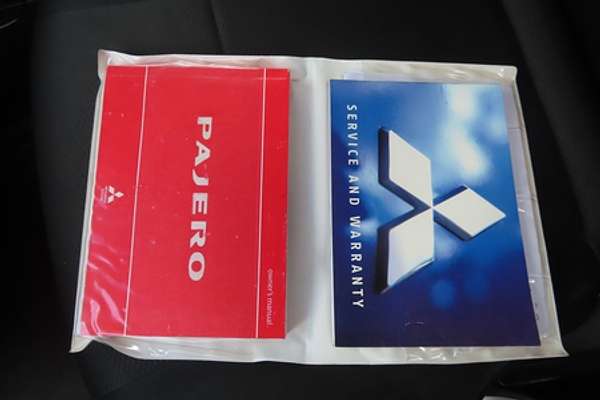 PAJERO
owner's manual
SERVICE AND WARRANTY